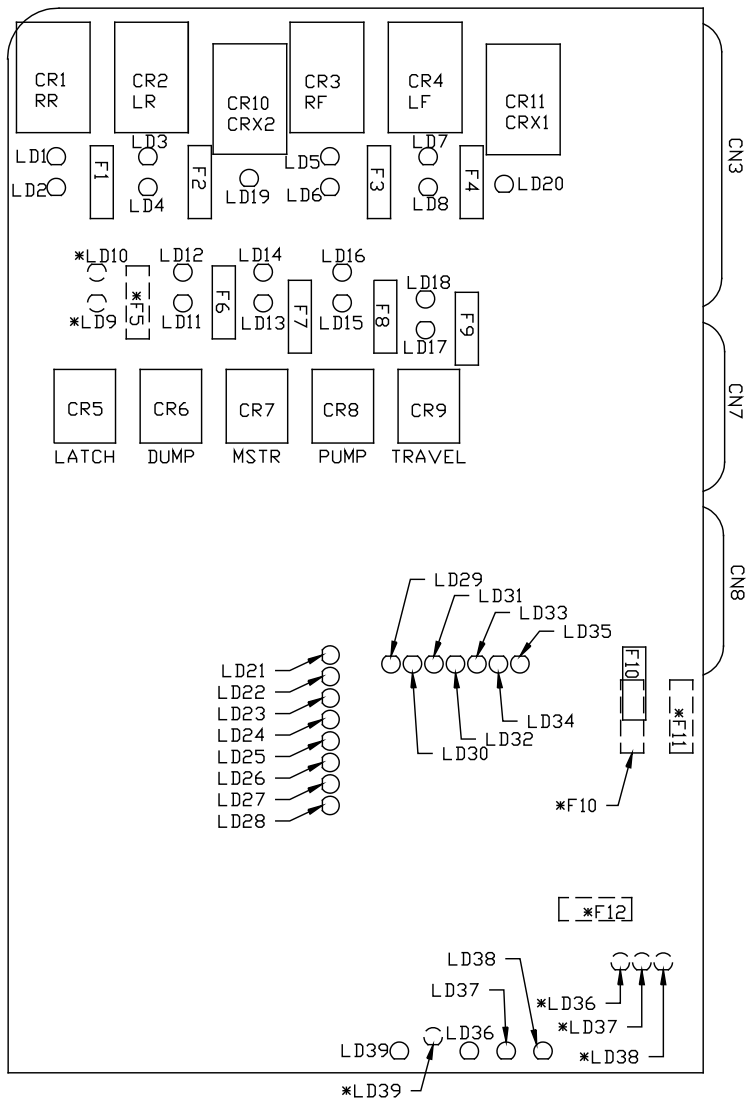 CR1
RR
CR2
LR
CR10
CRX2
CR3
RF
CR4
LF
CR11
CRX1
CN3
LD1
LD2
F1
LD3
LD4
F2
LD19
LD5
LD6
F3
LD7
LD8
F4
LD20
*LD10
*LD9
*F5
LD12
LD11
F6
LD14
LD13
F7
LD16
LD15
F8
LD18
LD17
F9
CN7
CR5
LATCH
CR6
DUMP
CR7
MSTR
CR8
PUMP
CR9
TRAVEL
CN8
LD29
LD31
LD33
LD35
LD21
LD22
LD23
LD24
LD25
LD26
LD27
LD28
LD34
LD32
LD30
F10
*F11
*F10
*F12
LD38
LD37
LD36
LD39
*LD39
*LD36
*LD37
*LD38